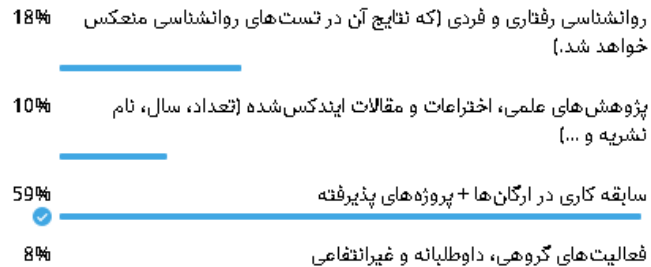 18% روانشناسی رفتاری و فردی (که نتایج آن در تست‌های روانشناسی منعکس
خواهد شد.)
10% پژوهش‌های علمی، اختراعات و مقالات ایندکس‌شده (تعداد، سال، نام
نشریه و ...)
59% سابقه کاری در ارگان‌ها + پروژه‌های پذیرفته
8% فعالیت‌های گروهی، داوطلبانه و غیرانتفاعی